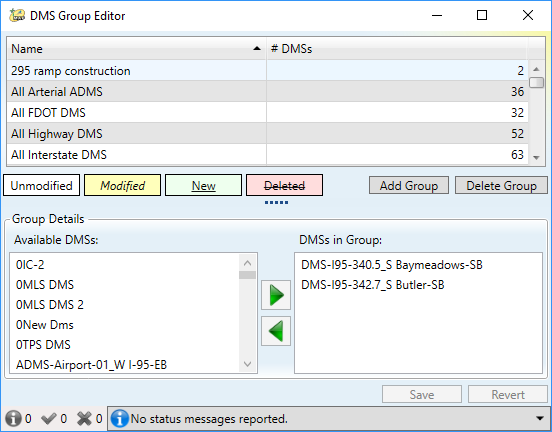 DMS Group Editor
Name # DMSs
295 ramp construction 2
All Arterial ADMS 36
All FDOT DMS 32
All Highway DMS 52
All Interstate DMS 63
Unmodified Modified New Deleted Add Group Delete Group
Group Details
Available DMSs: DMSs in Group:
0IC-2 DMS-I95-340.5_S Baymeadows-SB
0MLS DMS DMS-I95-342.7_S Butler-SB
0MLS DMS 2
0New Dms
0TPS DMS
ADMS-Airport-01_W I-95-EB
Save Revert
0 0 0 No status messages reported.